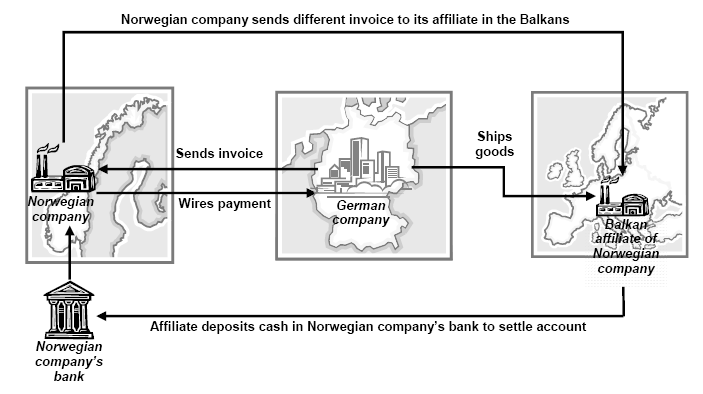 Norwegian company sends different invoice to its affiliate in the Balkans
Sends invoice
Wires payment
Ships
goods
Norwegian
company
German
company
Balkan
affiliate of
Norwegian
company
Affiliate deposits cash in Norwegian company's bank to settle account
Norwegian
company's
bank